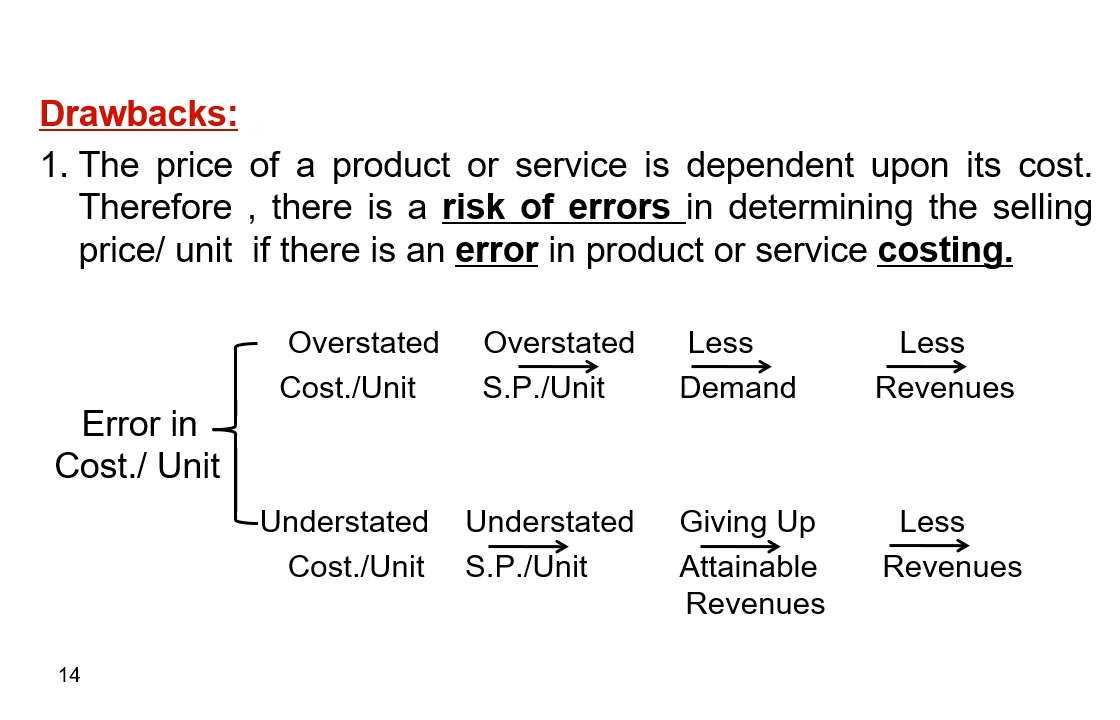 Drawbacks:
1. The price of a product or service is dependent upon its cost.
Therefore , there is a risk of errors in determining the selling
price/ unit if there is an error in product or service costing.
Overstated Overstated Less Less
Cost./Unit S.P./Unit Demand Revenues
Error in
Cost./ Unit
Understated Understated Giving Up Less
Cost./Unit S.P./Unit Attainable Revenues
Revenues
14